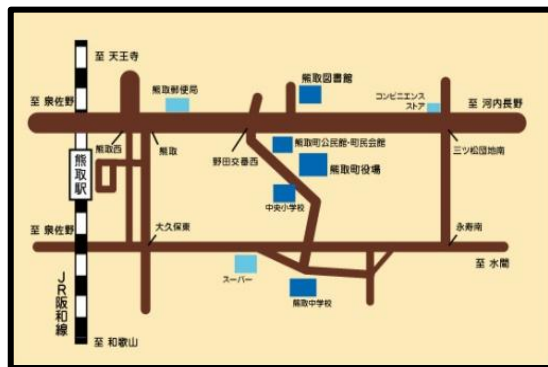 至 天王寺
熊取郵便局
熊取図書館
コンビニエンス
ストア
至 泉佐野
至 河内長野
熊取西
熊取
野田交番西
熊取町公民館・町民会館
三ツ松団地南
熊取駅
熊取町役場
中央小学校
至 泉佐野
大久保東
永寿南
至 水間
スーパー
熊取中学校
JR阪和線
至 和歌山